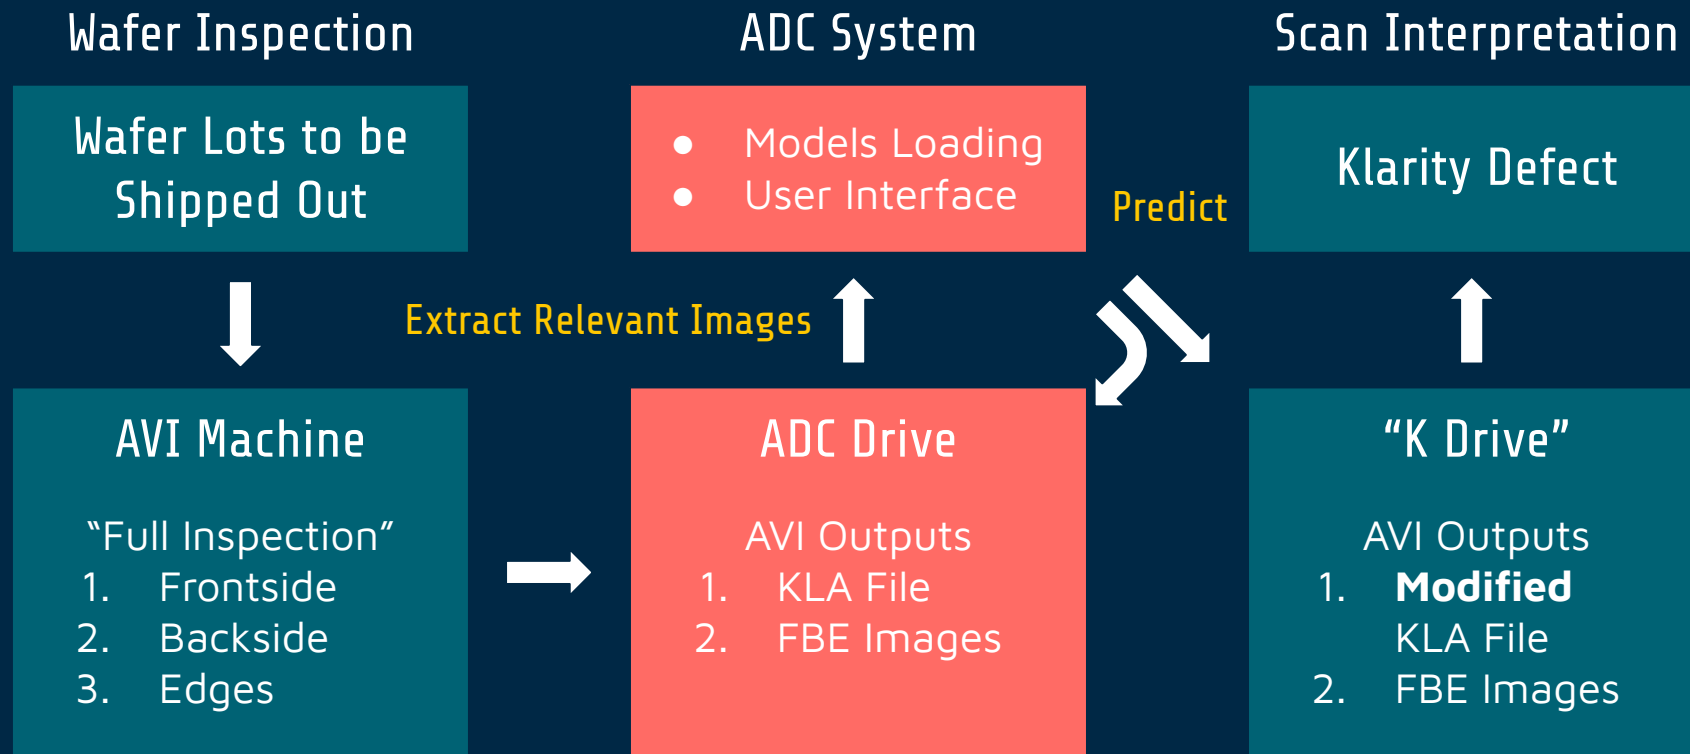 Wafer Inspection
ADC System
Scan Interpretation
Wafer Lots to be
Shipped Out
● Models Loading
● User Interface
Predict
Klarity Defect
Extract Relevant Images
AVI Machine
“Full Inspection”
1. Frontside
2. Backside
3. Edges
ADC Drive
AVI Outputs
1. KLA File
2. FBE Images
“K Drive”
AVI Outputs
1. Modified
KLA File
2. FBE Images